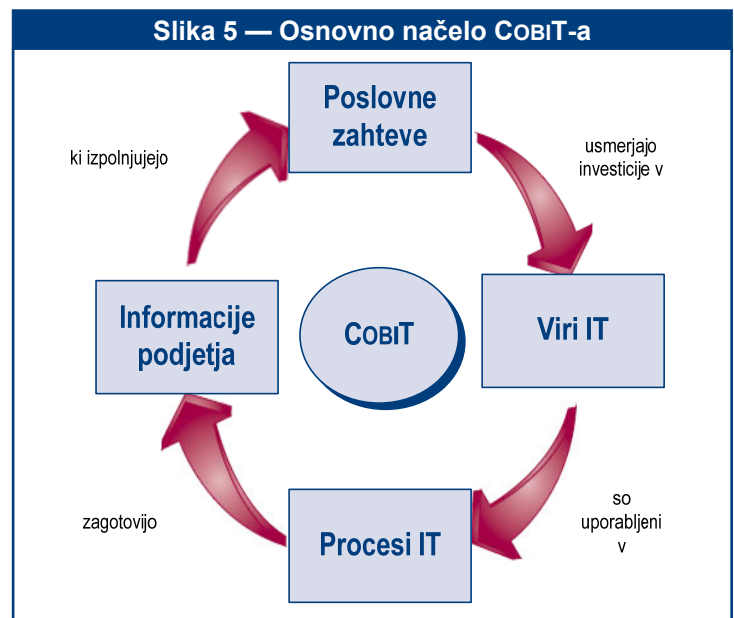 Slika 5 — Osnovno načelo COBIT-a
Poslovne
zahteve
ki izpolnjujejo
usmerjajo
investicije v
Informacije
podjetja
COBIT
Viri IT
zagotovijo
Procesi IT
so
uporabljeni
v